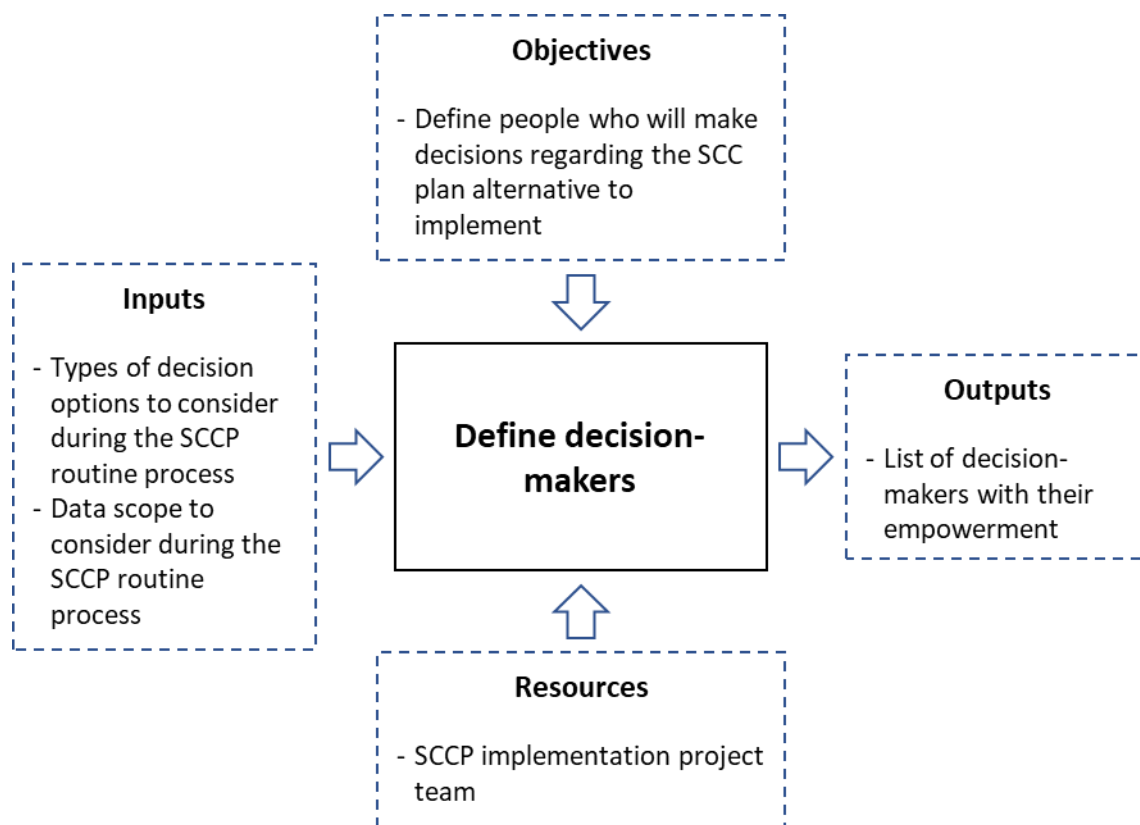 Objectives
- Define people who will make
decisions regarding the SCC
plan alternative to
implement
Inputs
- Types of decision
options to consider
during the SCCP
routine process
- Data scope to
consider during the
SCCP routine
process
Define decision-
makers
Outputs
- List of decision-
makers with their
empowerment
Resources
- SCCP implementation project
team